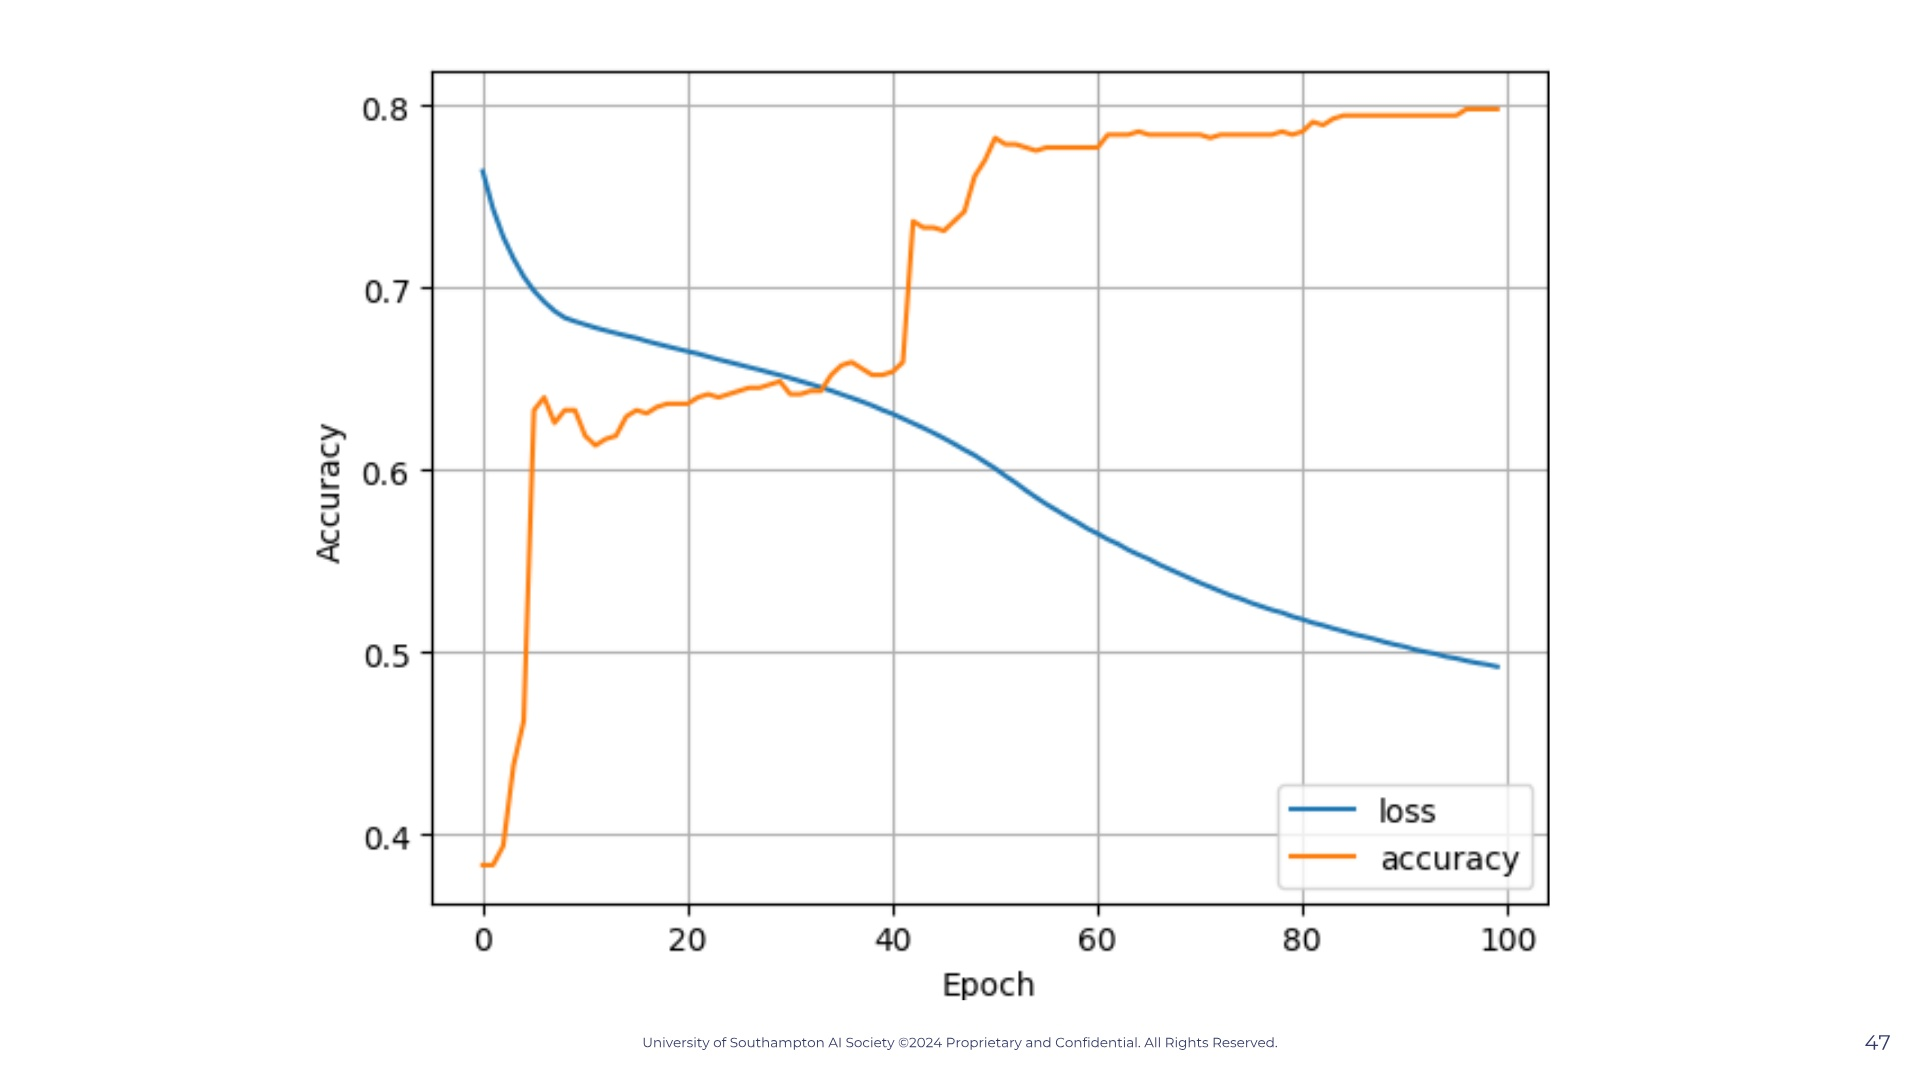 0.8
0.7
0.6
0.5
0.4
Accuracy
0 20 40 60 80 100
Epoch
loss
accuracy
University of Southampton AI Society ©2024 Proprietary and Confidential. All Rights Reserved.
47